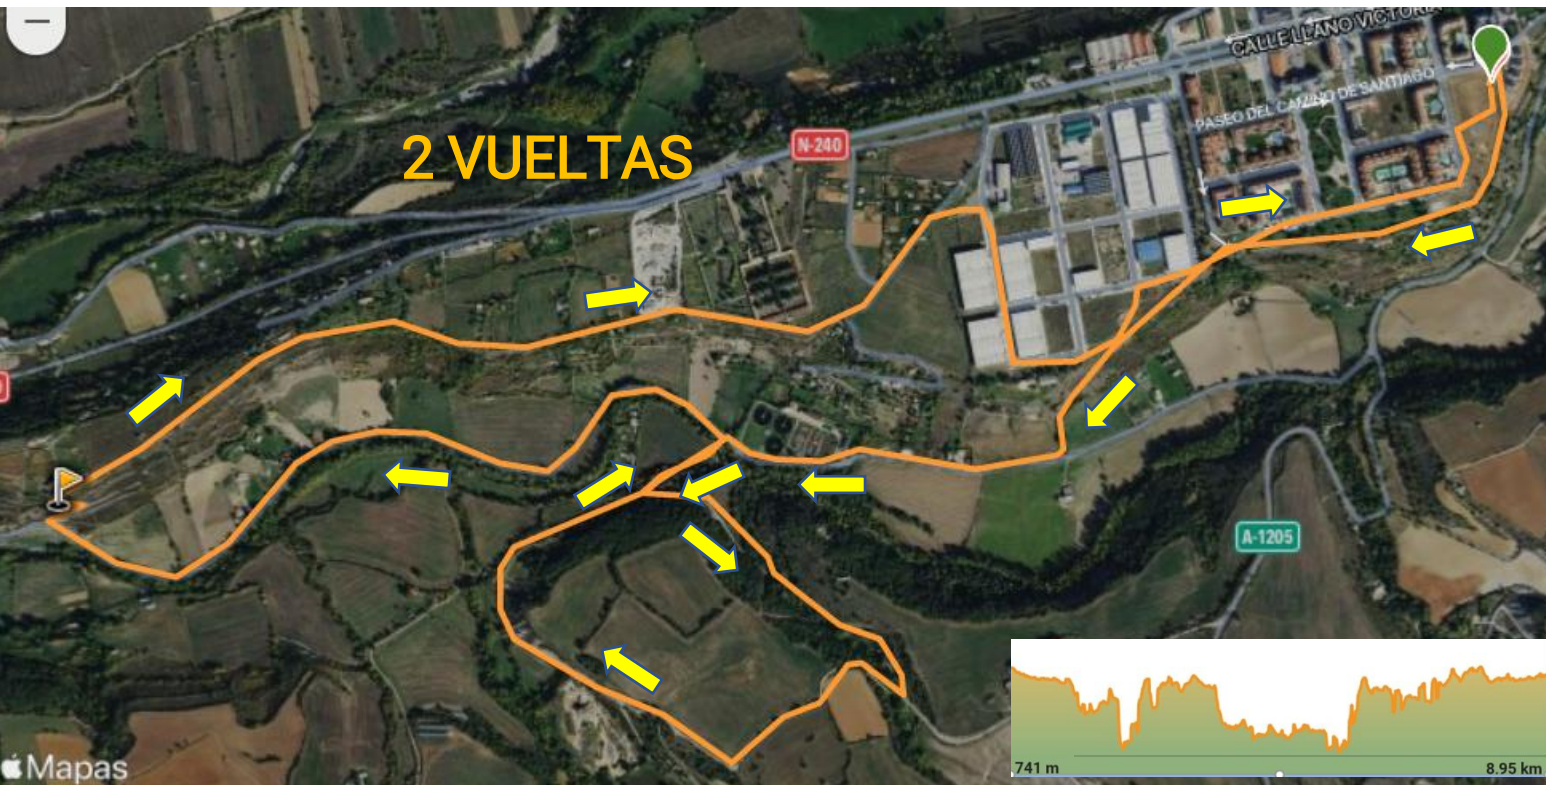 CALLE LLANO VICTORIA
PASEO DEL CAMINO DE SANTIAGO
2 VUELTAS
N-240
A-1205
741 m
8.95 km
Mapas